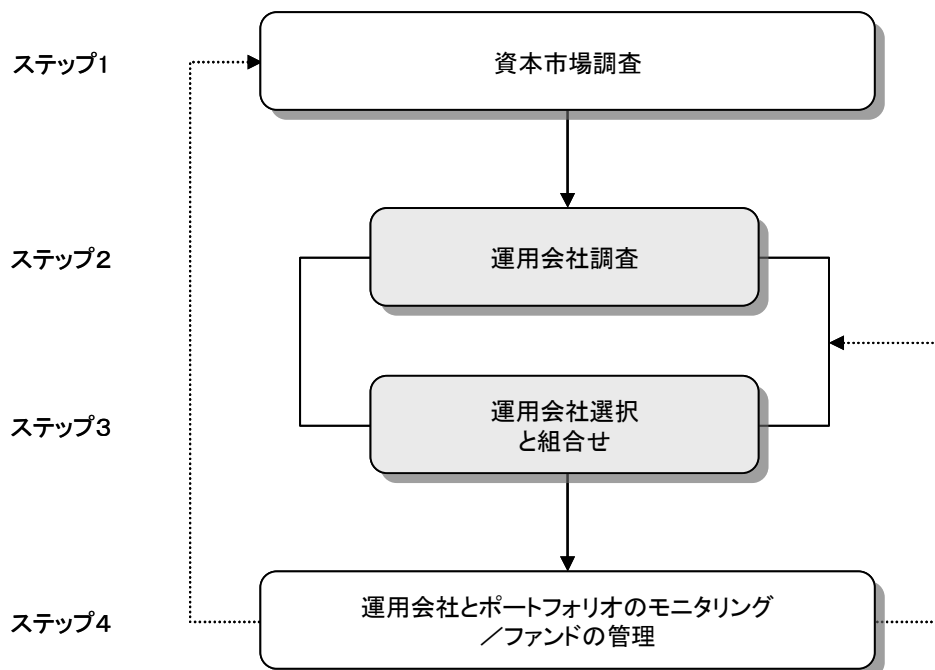 ステップ1
資本市場調査
ステップ2
運用会社調査
ステップ3
運用会社選択
と組合せ
ステップ4
運用会社とポートフォリオのモニタリング
／ファンドの管理